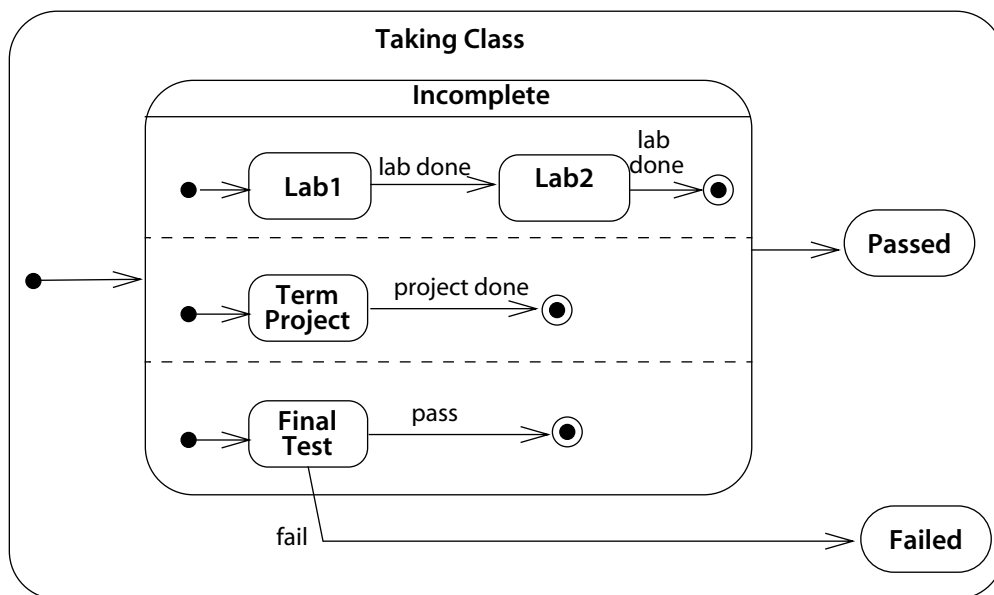 Taking Class
Incomplete
lab
done
lab done
Lab1
Lab2
Passed
Term
Project
project done
Final
Test
pass
fail
Failed